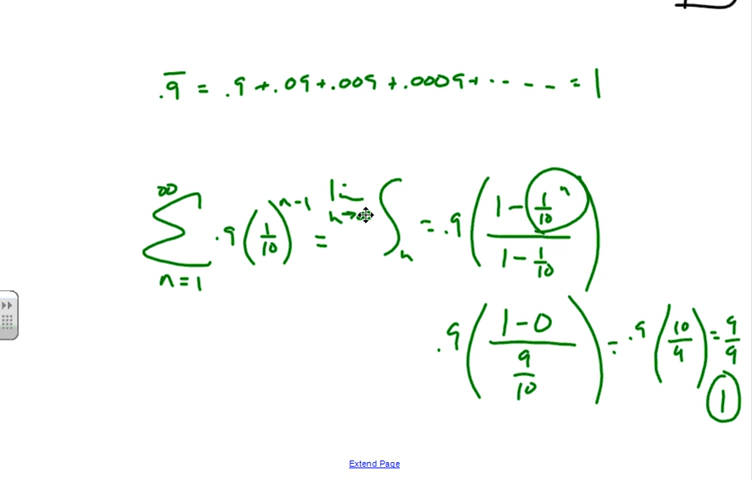 .9̅ = .9 + .09 + .009 + .0009 + ..... = 1
∞ Σ n=1 .9(1/10)^(n-1) = lim n→∞ S_n = .9((1 - (1/10)^n)/(1 - 1/10))
.9((1-0)/(9/10)) = .9(10/9) = 9/9
1
Extend Page